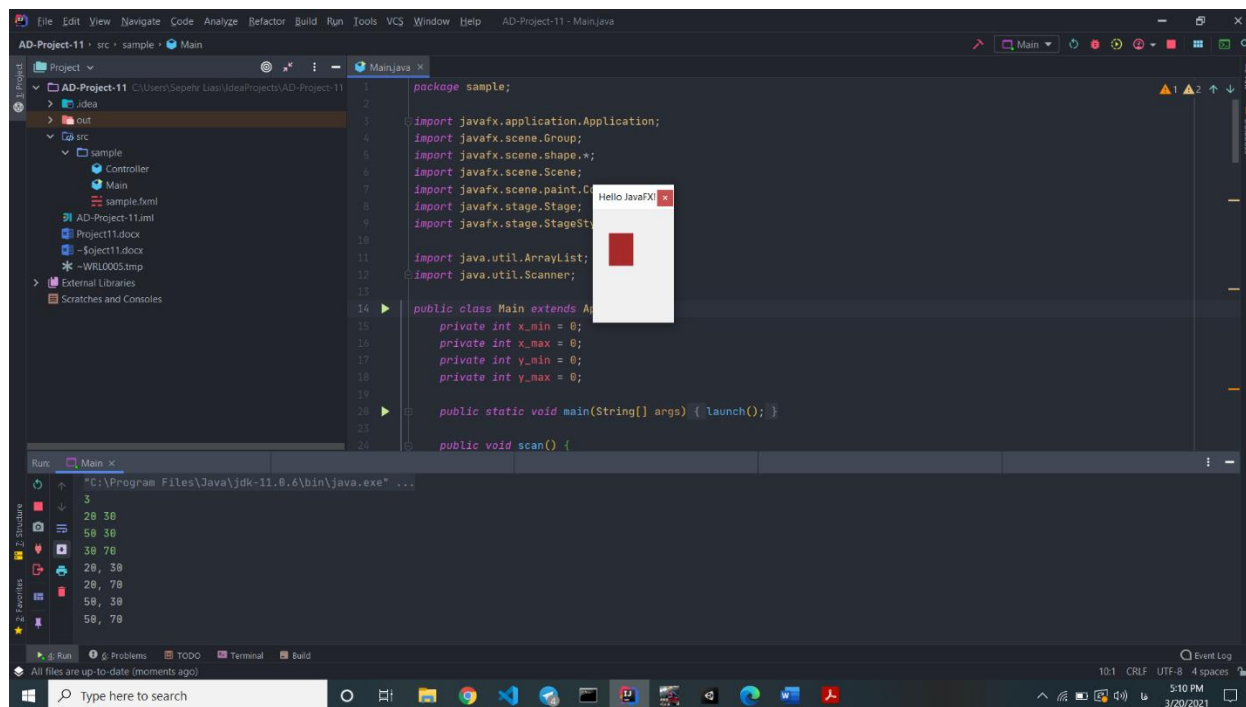 File Edit View Navigate Code Analyze Refactor Build Run Tools VCS Window Help AD-Project-11 - Main.java
AD-Project-11 src sample Main
Main
Project
Main.java
1: Project
AD-Project-11 C:\Users\Sepehr Liasi\IdeaProjects\AD-Project-11
.idea
out
src
sample
Controller
Main
sample.fxml
AD-Project-11.iml
Project11.docx
~$oject11.docx
~WRL0005.tmp
External Libraries
Scratches and Consoles
1 package sample;
2
3 import javafx.application.Application;
4 import javafx.scene.Group;
5 import javafx.scene.shape.*;
6 import javafx.scene.Scene;
7 import javafx.scene.paint.Co
8 import javafx.stage.Stage;
9 import javafx.stage.StageSty
10
11 import java.util.ArrayList;
12 import java.util.Scanner;
13
14 public class Main extends Ap
15 private int x_min = 0;
16 private int x_max = 0;
17 private int y_min = 0;
18 private int y_max = 0;
19
20 public static void main(String[] args) { launch(); }
23
24 public void scan() {
1 2
Hello JavaFX!
Run: Main
"C:\Program Files\Java\jdk-11.0.6\bin\java.exe" ...
3
20 30
50 30
30 70
20, 30
20, 70
50, 30
50, 70
7: Structure
2: Favorites
4: Run 6: Problems TODO Terminal Build
Event Log
All files are up-to-date (moments ago)
10:1 CRLF UTF-8 4 spaces
Type here to search
فا
5:10 PM
3/20/2021